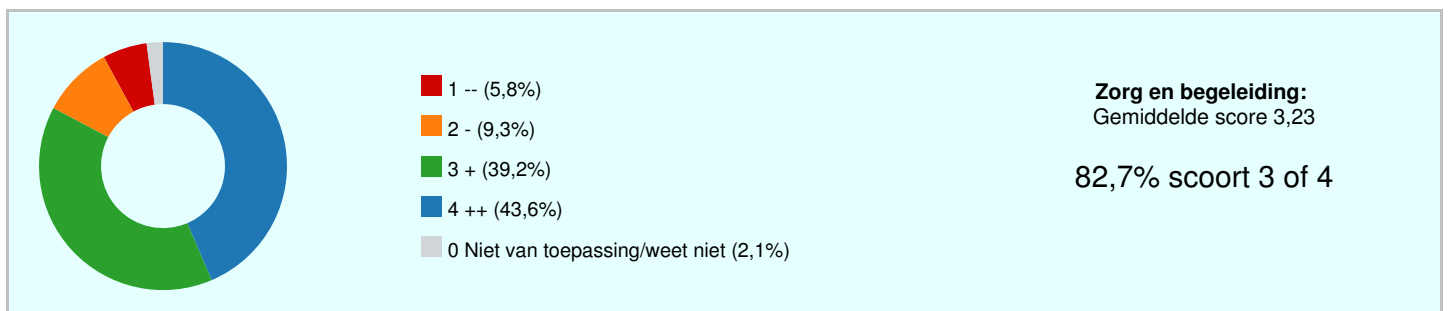 1 -- (5,8%)
2 - (9,3%)
3 + (39,2%)
4 ++ (43,6%)
0 Niet van toepassing/weet niet (2,1%)
Zorg en begeleiding:
Gemiddelde score 3,23
82,7% scoort 3 of 4